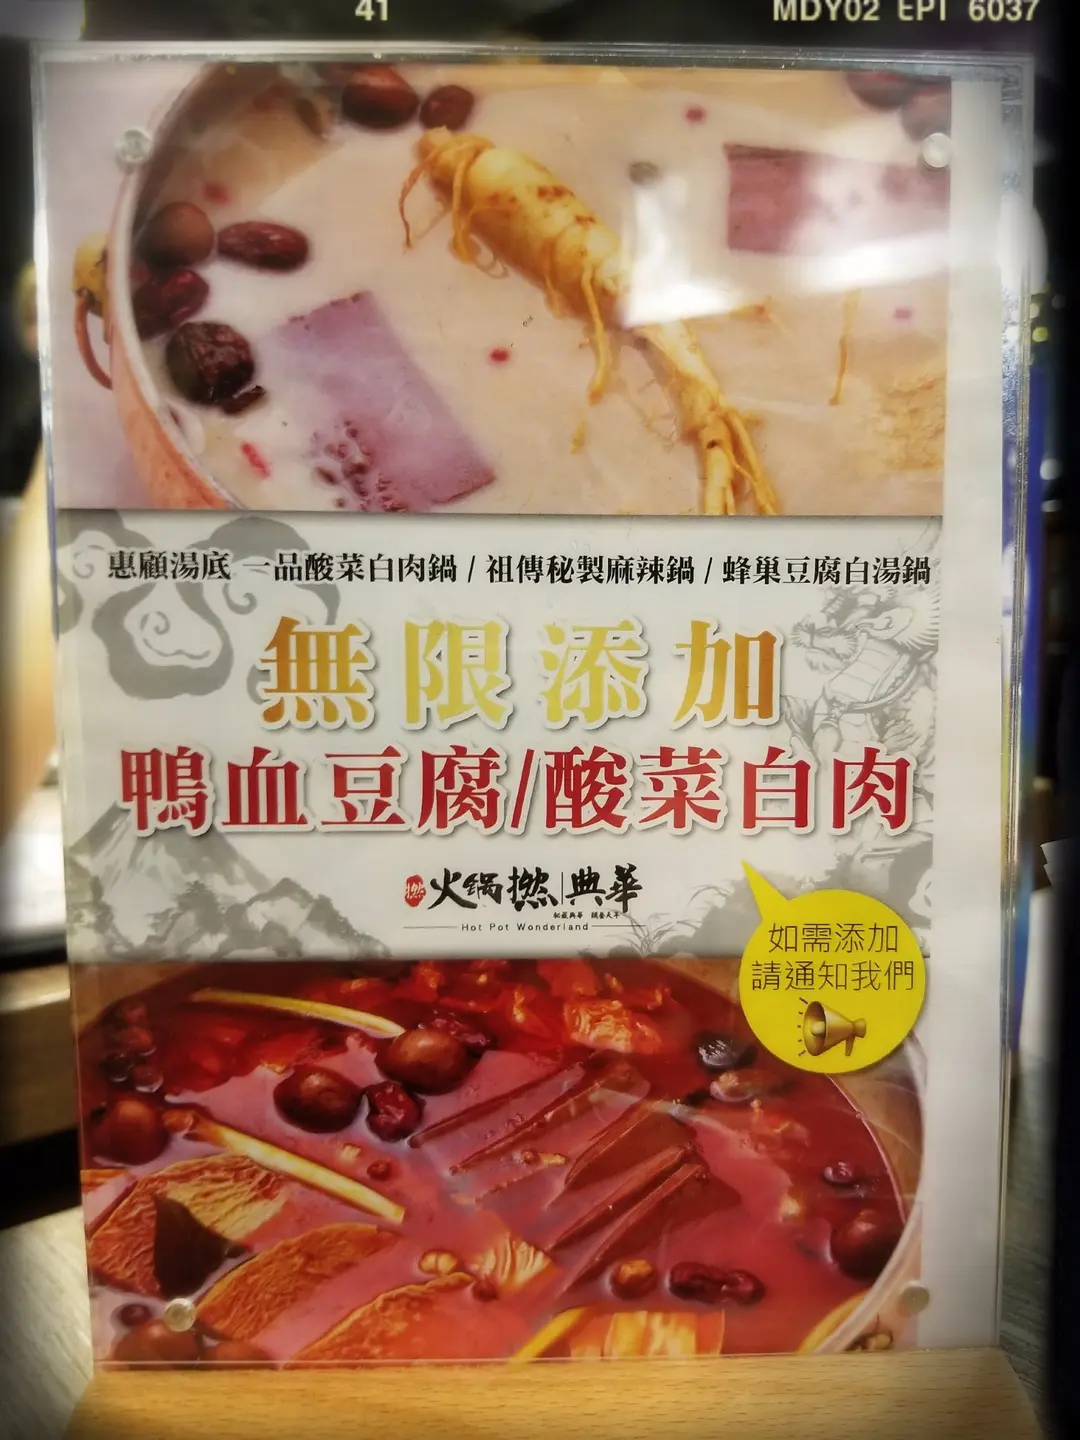 41
MDY02 EPI 6037
惠顧湯底 一品酸菜白肉鍋 / 祖傳秘製麻辣鍋 / 蜂巢豆腐白湯鍋
無限添加
鴨血豆腐/酸菜白肉
火鍋撚|典華
Hot Pot Wonderland
如需添加
請通知我們